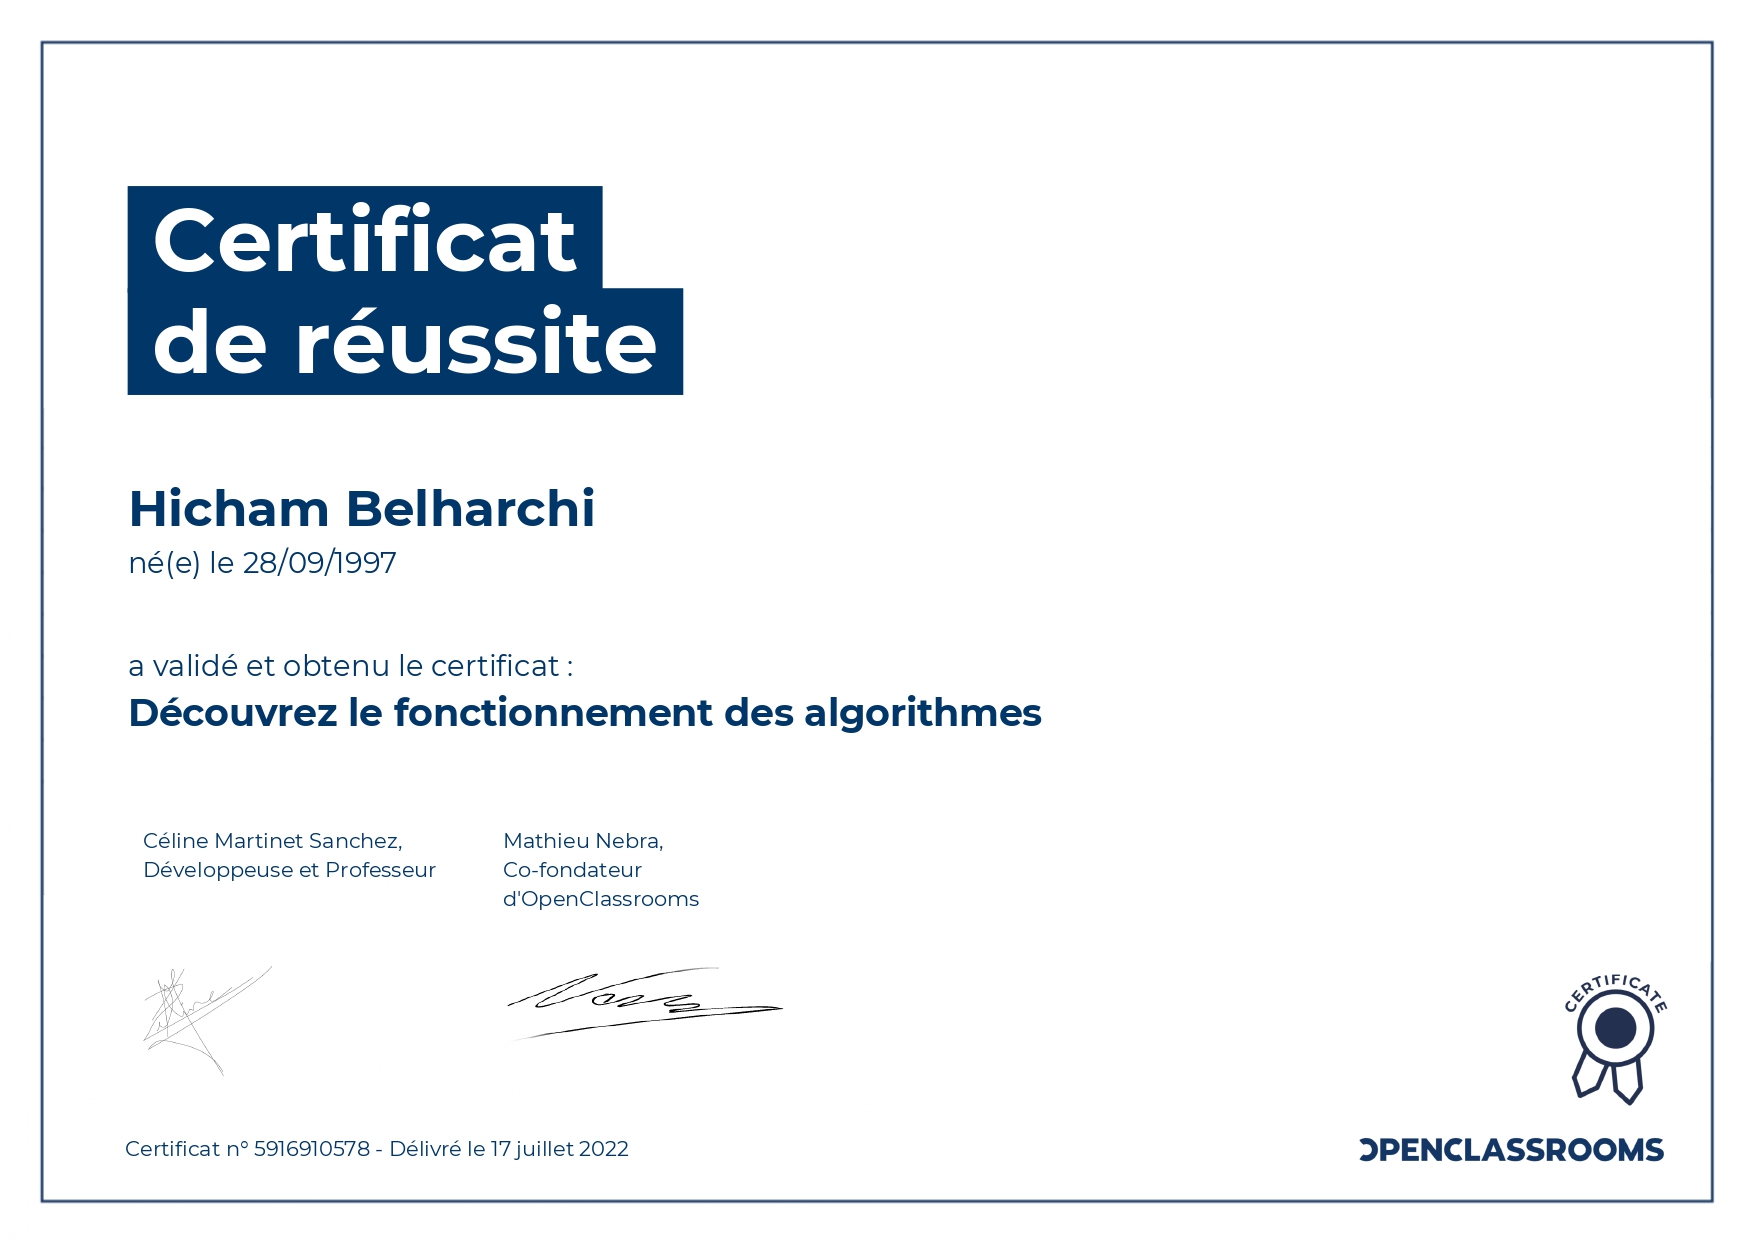 Certificat
de réussite
Hicham Belharchi
né(e) le 28/09/1997
a validé et obtenu le certificat :
Découvrez le fonctionnement des algorithmes
Céline Martinet Sanchez,
Développeuse et Professeur
Mathieu Nebra,
Co-fondateur
d'OpenClassrooms
CERTIFICATE
Certificat n° 5916910578 - Délivré le 17 juillet 2022
OPENCLASSROOMS